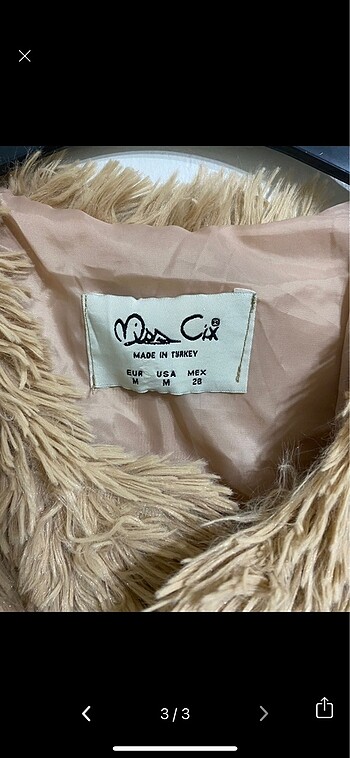 Miss Cix®
MADE IN TURKEY
EUR USA MEX
M M 28
3/3